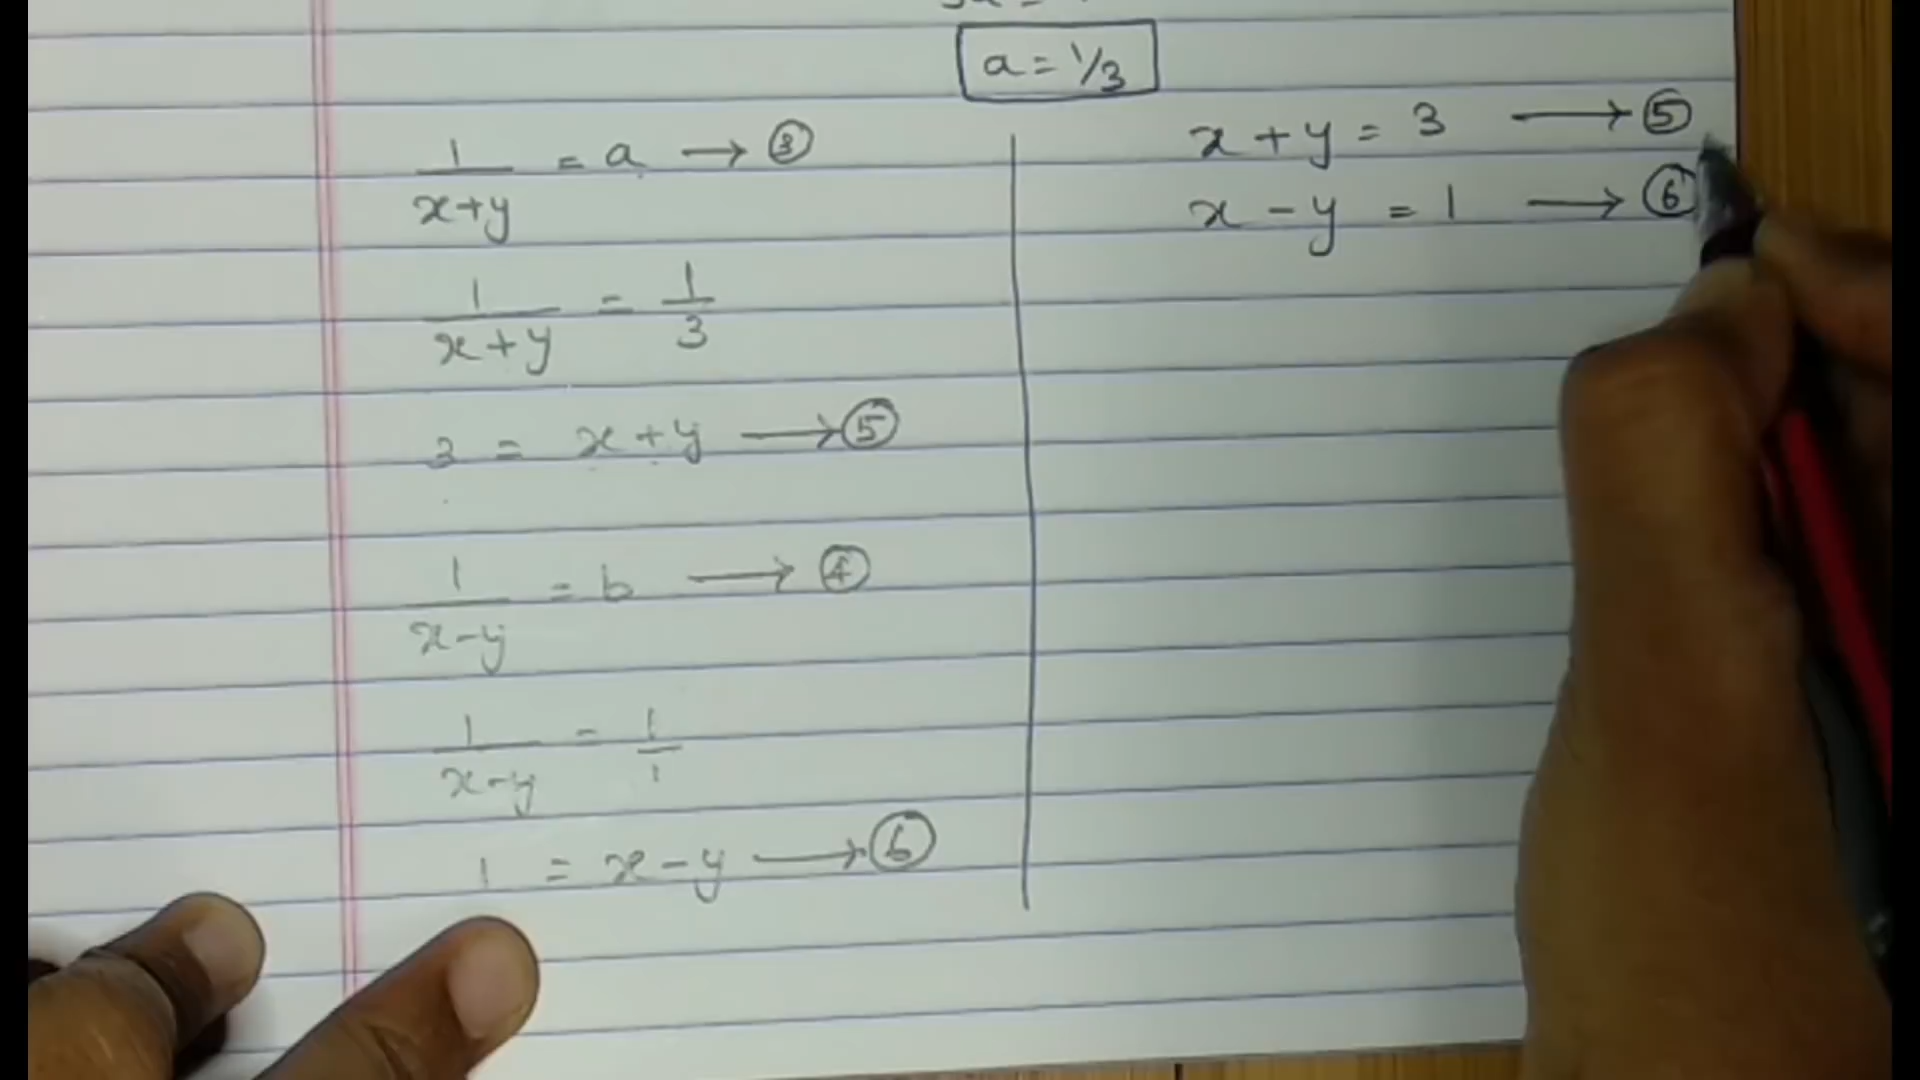 a = 1/3
1/(x+y) = a → ③
1/(x+y) = 1/3
3 = x+y → ⑤
1/(x-y) = b → ④
1/(x-y) = 1/1
1 = x-y → ⑥
x + y = 3 → ⑤
x - y = 1 → ⑥